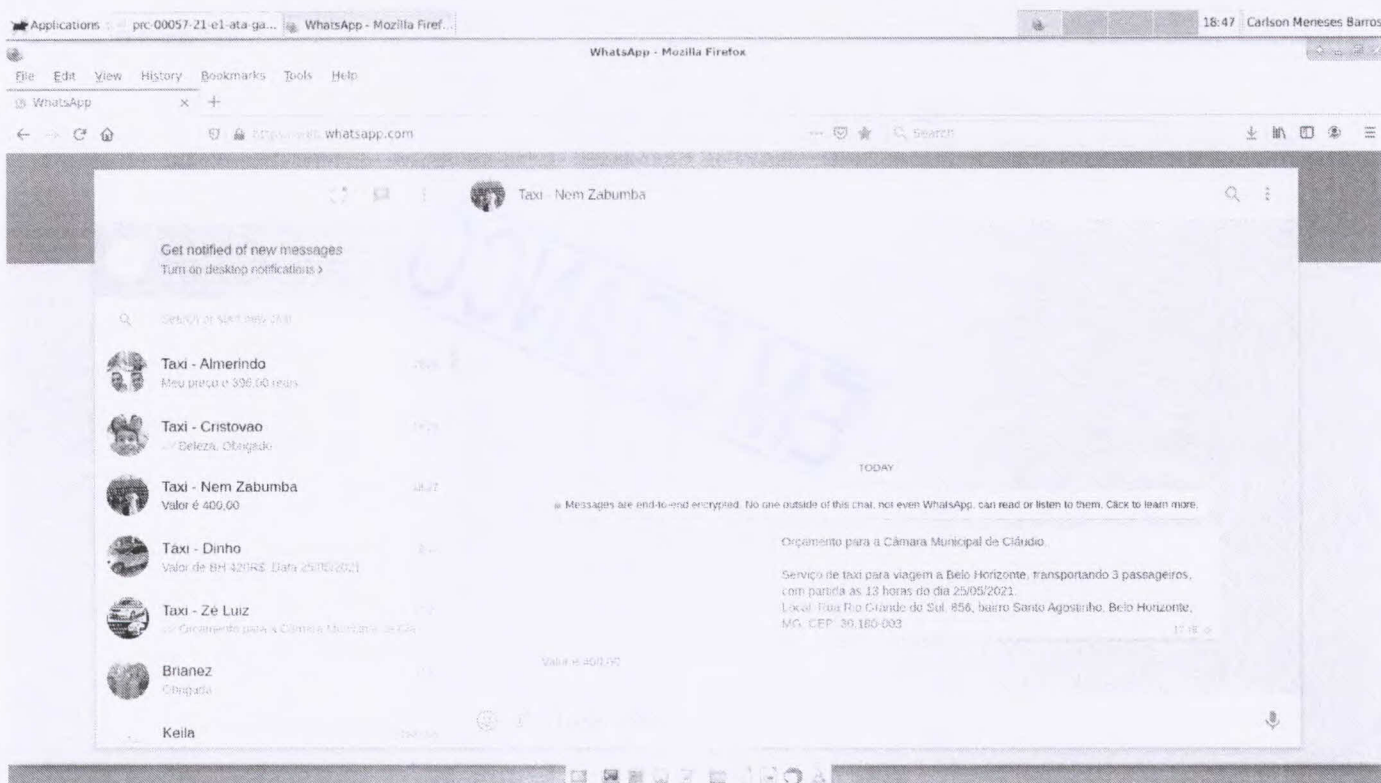 Applications
prc-00057-21-e1-ata-ga...
WhatsApp - Mozilla Firef...
18:47
Carlson Meneses Barros
WhatsApp - Mozilla Firefox
File Edit View History Bookmarks Tools Help
WhatsApp
whatsapp.com
Search
Taxi - Nem Zabumba
Get notified of new messages
Turn on desktop notifications >
Search or start new chat
Taxi - Almerindo
Meu preço e 396,00 reais
Taxi - Cristovao
Beleza. Obrigado
Taxi - Nem Zabumba
18:27
Valor é 400,00
Táxi - Dinho
Valor de BH 420R$. Data 25/05/2021
Taxi - Zé Luiz
Orçamento para a Câmara Municipal de Clá
Brianez
Obrigada
Keila
TODAY
Messages are end-to-end encrypted. No one outside of this chat, not even WhatsApp, can read or listen to them. Click to learn more.
Orçamento para a Câmara Municipal de Cláudio.
Serviço de taxi para viagem a Belo Horizonte, transportando 3 passageiros,
com partida as 13 horas do dia 25/05/2021.
Local: Rua Rio Grande do Sul, 856, bairro Santo Agostinho, Belo Horizonte,
MG. CEP: 30.180-003
Valor é 400,00